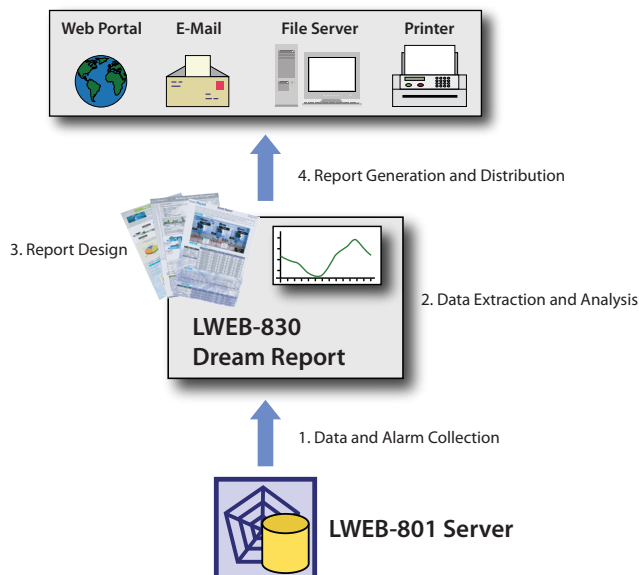 Web Portal
E-Mail
File Server
Printer
4. Report Generation and Distribution
3. Report Design
2. Data Extraction and Analysis
LWEB-830
Dream Report
1. Data and Alarm Collection
LWEB-801 Server